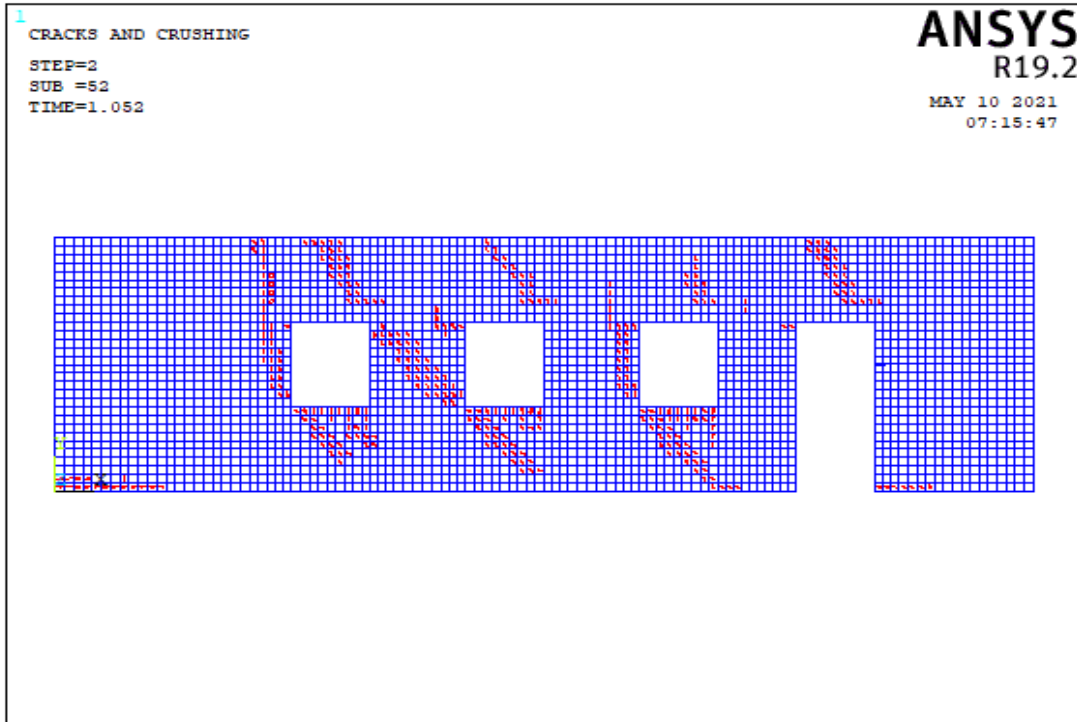 1
CRACKS AND CRUSHING
STEP=2
SUB =52
TIME=1.052
ANSYS
R19.2
MAY 10 2021
07:15:47
Y
X